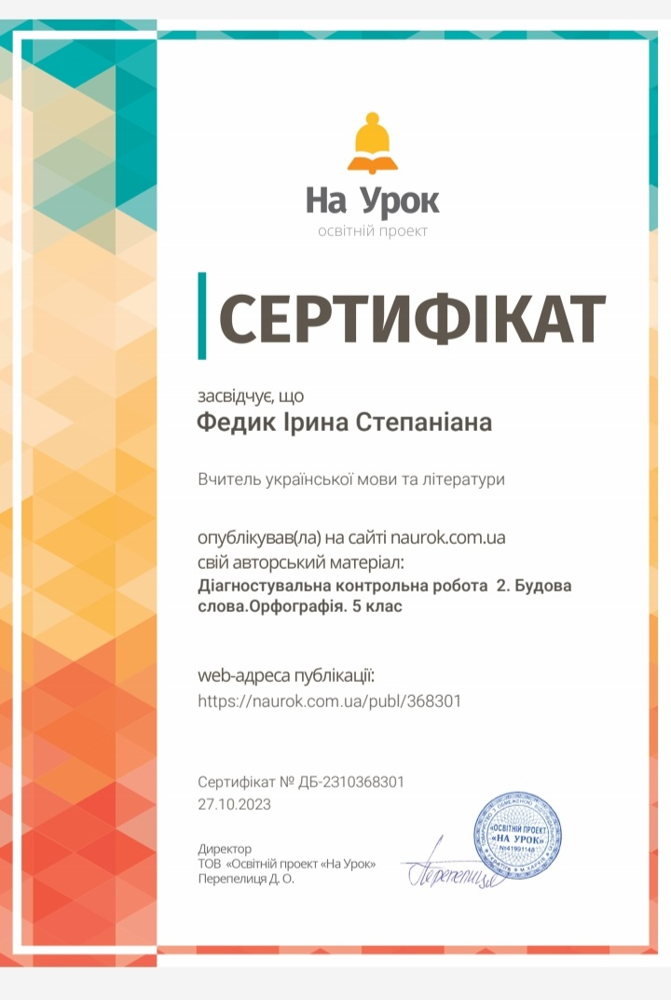 На Урок
освітній проект
СЕРТИФІКАТ
засвідчує, що
Федик Ірина Степаніана
Вчитель української мови та літератури
опублікував(ла) на сайті naurok.com.ua
свій авторський матеріал:
Діагностувальна контрольна робота 2. Будова
слова.Орфографія. 5 клас
web-адреса публікації:
https://naurok.com.ua/publ/368301
Сертифікат № ДБ-2310368301
27.10.2023
Директор
ТОВ «Освітній проект «На Урок»
Перепелиця Д. О.
Перепелиця
«ОСВІТНІЙ ПРОЕКТ
«НА УРОК»
№41991148